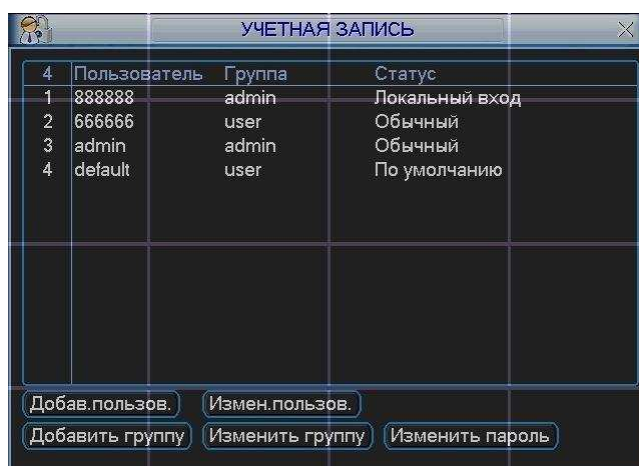 УЧЕТНАЯ ЗАПИСЬ
4 Пользователь Группа Статус
1 888888 admin Локальный вход
2 666666 user Обычный
3 admin admin Обычный
4 default user По умолчанию
Добав.пользов. Измен.пользов.
Добавить группу Изменить группу Изменить пароль